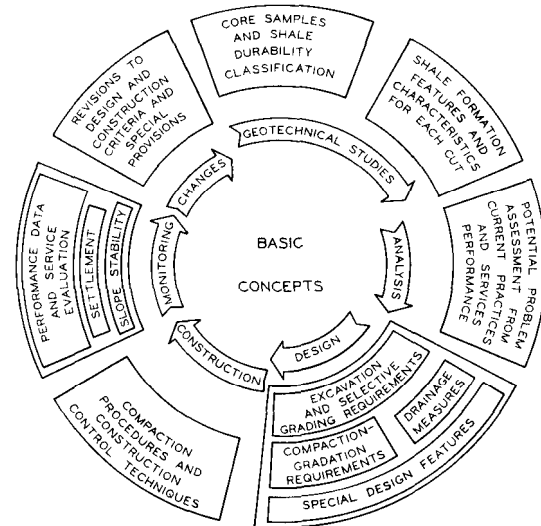 CORE SAMPLES
AND SHALE
DURABILITY
CLASSIFICATION
SHALE FORMATION
FEATURES AND
CHARACTERISTICS
FOR EACH CUT
POTENTIAL PROBLEM
ASSESSMENT FROM
CURRENT PRACTICES
AND SERVICES
PERFORMANCE
EXCAVATION
AND SELECTIVE
GRADING REQUIREMENTS
DRAINAGE
MEASURES
COMPACTION-
GRADATION
REQUIREMENTS
SPECIAL DESIGN FEATURES
COMPACTION
PROCEDURES AND
CONSTRUCTION
CONTROL TECHNIQUES
PERFORMANCE DATA
AND SERVICE
EVALUATION
SETTLEMENT
SLOPE STABILITY
REVISIONS TO
DESIGN AND
CONSTRUCTION
CRITERIA AND
SPECIAL
PROVISIONS
GEOTECHNICAL STUDIES
ANALYSIS
DESIGN
CONSTRUCTION
MONITORING
CHANGES
BASIC
CONCEPTS